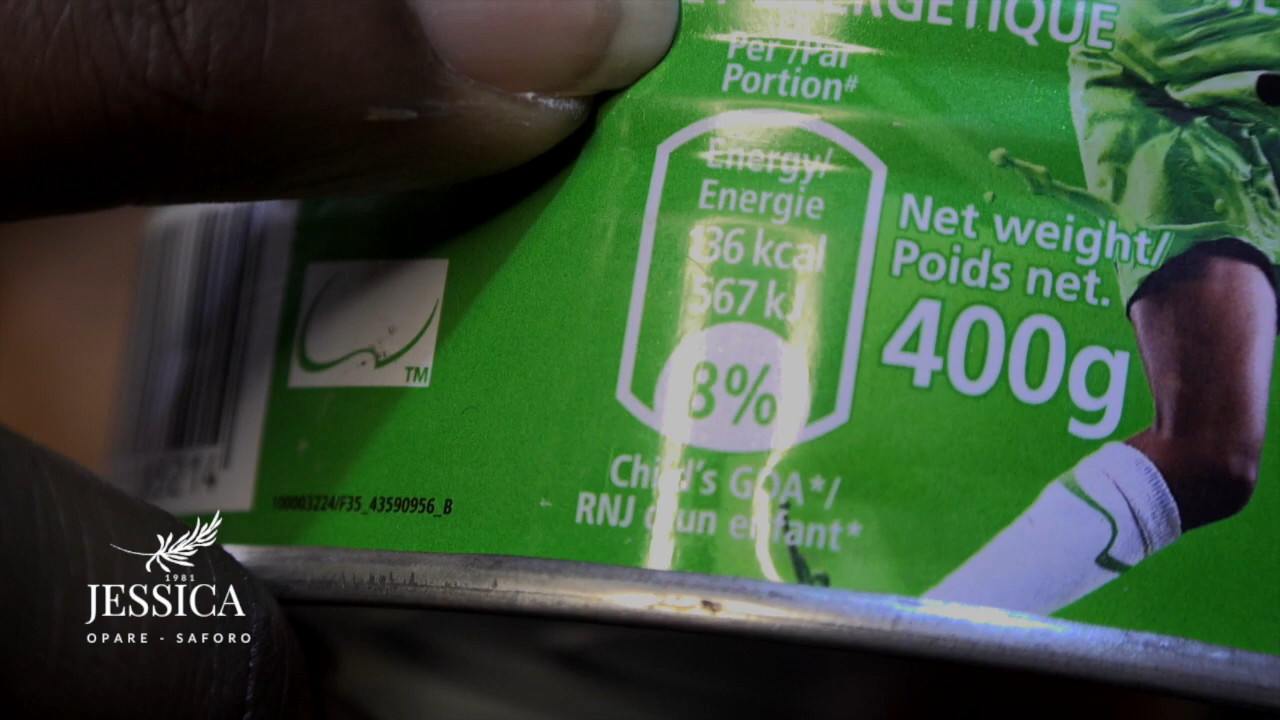 ÉNERGÉTIQUE
Per /Par
Portion#
Energy/
Energie
136 kcal
567 kJ
8%
Child's GDA*/
RNJ d'un enfant*
Net weight/
Poids net.
400g
TM
100003224/F35_43590956_B
1981
JESSICA
OPARE - SAFORO